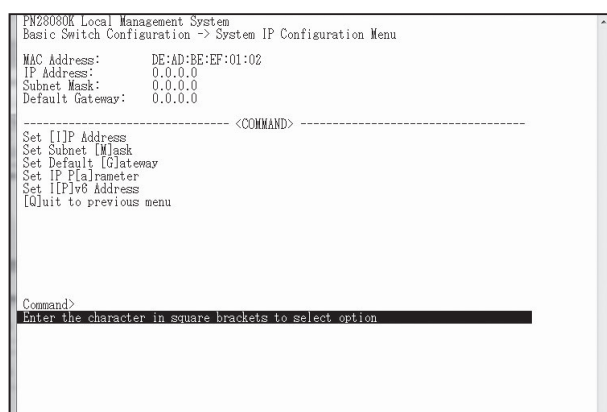 PN28080K Local Management System
Basic Switch Configuration -> System IP Configuration Menu
MAC Address: DE:AD:BE:EF:01:02
IP Address: 0.0.0.0
Subnet Mask: 0.0.0.0
Default Gateway: 0.0.0.0
-------------------------------- <COMMAND> -----------------------------------
Set [I]P Address
Set Subnet [M]ask
Set Default [G]ateway
Set IP P[a]rameter
Set I[P]v6 Address
[Q]uit to previous menu
Command>
Enter the character in square brackets to select option